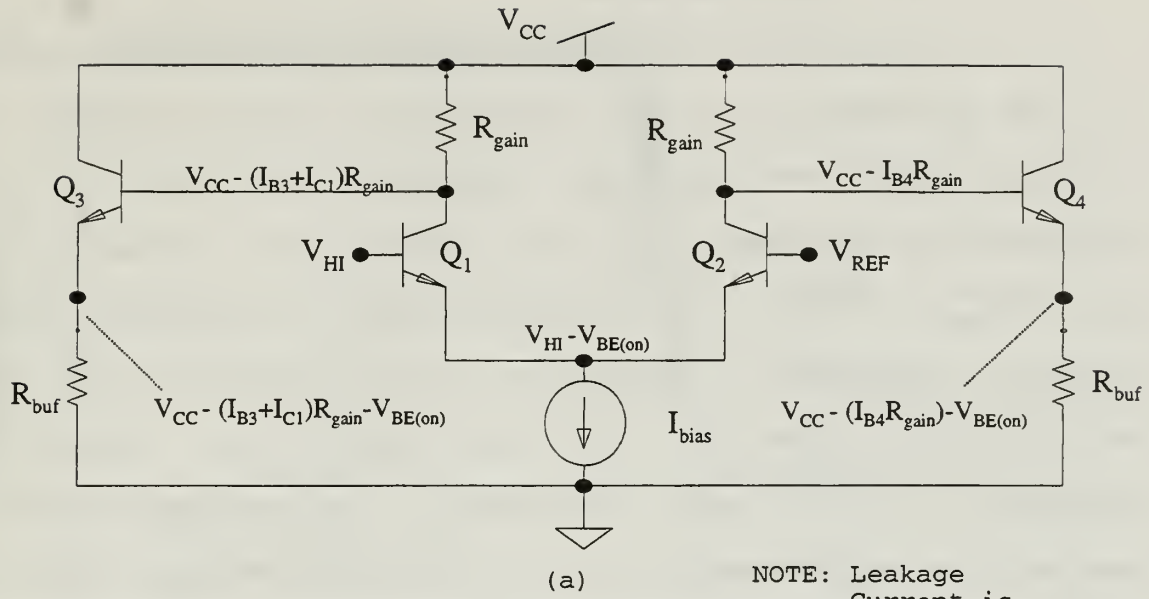 V_CC
R_gain
R_gain
Q_3
V_CC - (I_B3+I_C1)R_gain
V_CC - I_B4R_gain
Q_4
V_HI
Q_1
Q_2
V_REF
V_HI - V_BE(on)
R_buf
V_CC - (I_B3+I_C1)R_gain-V_BE(on)
I_bias
V_CC - (I_B4R_gain)-V_BE(on)
R_buf
(a)
NOTE: Leakage
Current is